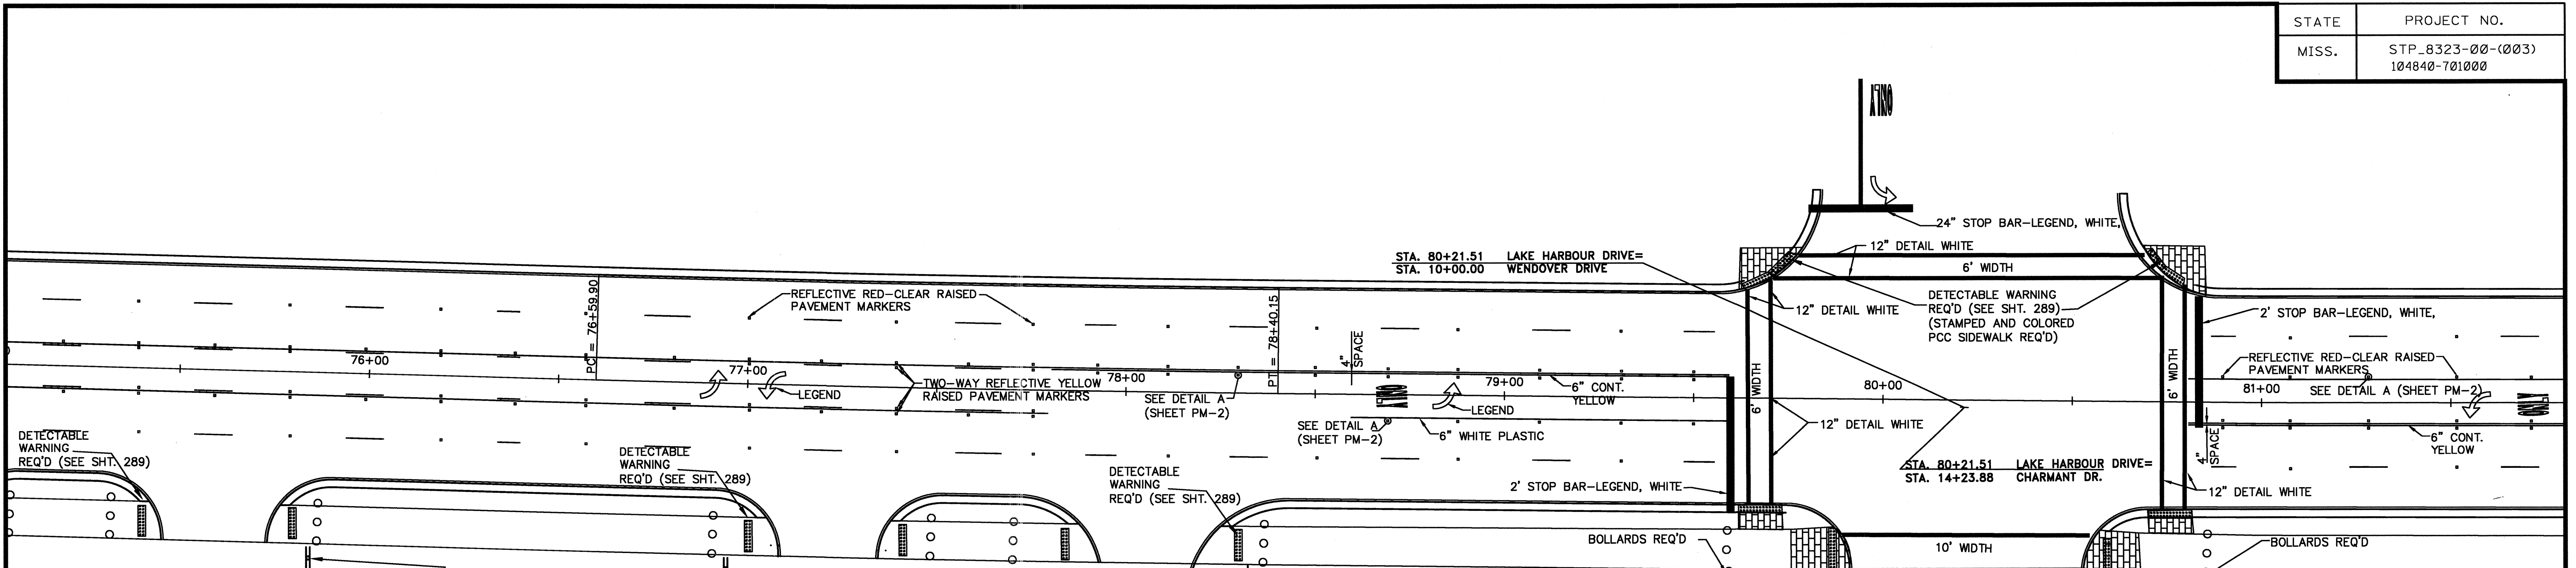 STATE
PROJECT NO.
MISS.
STP_8323-00-(003)
104840-701000
ONLY
24" STOP BAR-LEGEND, WHITE,
12" DETAIL WHITE
6' WIDTH
STA. 80+21.51 LAKE HARBOUR DRIVE=
STA. 10+00.00 WENDOVER DRIVE
DETECTABLE WARNING
REQ'D (SEE SHT. 289)
(STAMPED AND COLORED
PCC SIDEWALK REQ'D)
12" DETAIL WHITE
2' STOP BAR-LEGEND, WHITE,
REFLECTIVE RED-CLEAR RAISED
PAVEMENT MARKERS
PC = 76+59.90
PT = 78+40.15
4"
SPACE
REFLECTIVE RED-CLEAR RAISED
PAVEMENT MARKERS
76+00
77+00
78+00
79+00
80+00
81+00
LEGEND
TWO-WAY REFLECTIVE YELLOW
RAISED PAVEMENT MARKERS
SEE DETAIL A
(SHEET PM-2)
ONLY
LEGEND
6" CONT.
YELLOW
6' WIDTH
6' WIDTH
SEE DETAIL A (SHEET PM-2)
ONLY
SEE DETAIL A
(SHEET PM-2)
6" WHITE PLASTIC
12" DETAIL WHITE
6" CONT.
YELLOW
4"
SPACE
DETECTABLE
WARNING
REQ'D (SEE SHT. 289)
DETECTABLE
WARNING
REQ'D (SEE SHT. 289)
DETECTABLE
WARNING
REQ'D (SEE SHT. 289)
STA. 80+21.51 LAKE HARBOUR DRIVE=
STA. 14+23.88 CHARMANT DR.
2' STOP BAR-LEGEND, WHITE
12" DETAIL WHITE
BOLLARDS REQ'D
10' WIDTH
BOLLARDS REQ'D